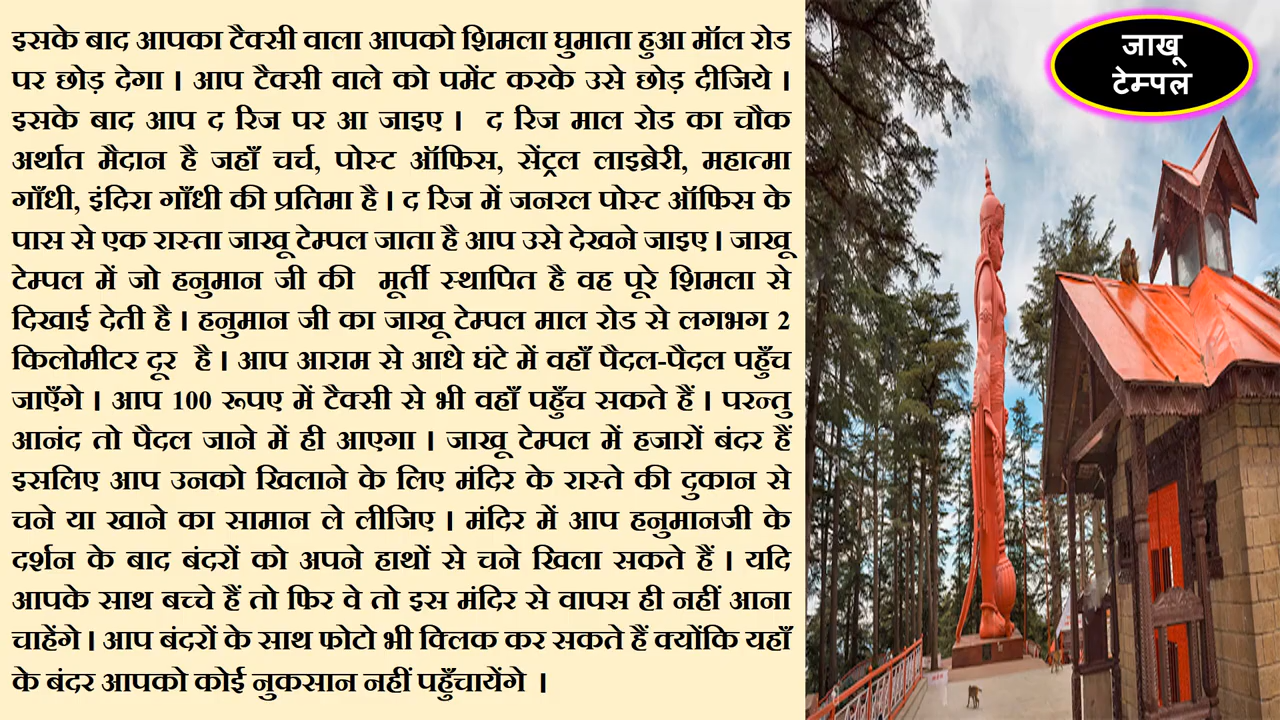 इसके बाद आपका टैक्सी वाला आपको शिमला घुमाता हुआ मॉल रोड
पर छोड़ देगा । आप टैक्सी वाले को पमेंट करके उसे छोड़ दीजिये ।
इसके बाद आप द रिज पर आ जाइए । द रिज माल रोड का चौक
अर्थात मैदान है जहाँ चर्च, पोस्ट ऑफिस, सेंट्रल लाइब्रेरी, महात्मा
गाँधी, इंदिरा गाँधी की प्रतिमा है । द रिज में जनरल पोस्ट ऑफिस के
पास से एक रास्ता जाखू टेम्पल जाता है आप उसे देखने जाइए । जाखू
टेम्पल में जो हनुमान जी की मूर्ती स्थापित है वह पूरे शिमला से
दिखाई देती है । हनुमान जी का जाखू टेम्पल माल रोड से लगभग 2
किलोमीटर दूर है । आप आराम से आधे घंटे में वहाँ पैदल-पैदल पहुँच
जाएँगे । आप 100 रूपए में टैक्सी से भी वहाँ पहुँच सकते हैं । परन्तु
आनंद तो पैदल जाने में ही आएगा । जाखू टेम्पल में हजारों बंदर हैं
इसलिए आप उनको खिलाने के लिए मंदिर के रास्ते की दुकान से
चने या खाने का सामान ले लीजिए । मंदिर में आप हनुमानजी के
दर्शन के बाद बंदरों को अपने हाथों से चने खिला सकते हैं । यदि
आपके साथ बच्चे हैं तो फिर वे तो इस मंदिर से वापस ही नहीं आना
चाहेंगे । आप बंदरों के साथ फोटो भी क्लिक कर सकते हैं क्योंकि यहाँ
के बंदर आपको कोई नुकसान नहीं पहुँचायेंगे ।
जाखू
टेम्पल